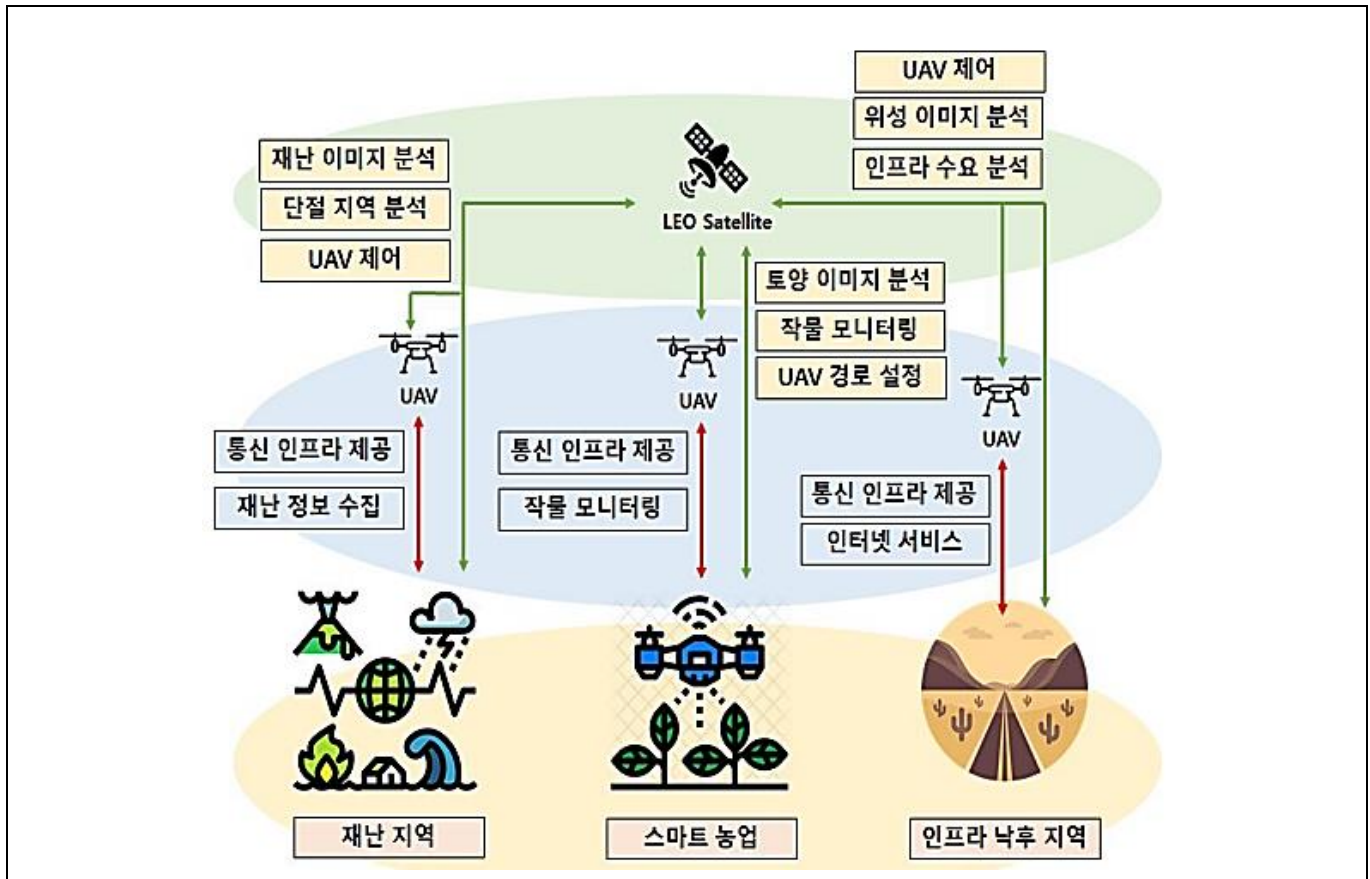 UAV 제어
위성 이미지 분석
인프라 수요 분석
재난 이미지 분석
단절 지역 분석
UAV 제어
LEO Satellite
토양 이미지 분석
작물 모니터링
UAV 경로 설정
UAV
UAV
UAV
통신 인프라 제공
재난 정보 수집
통신 인프라 제공
작물 모니터링
통신 인프라 제공
인터넷 서비스
재난 지역
스마트 농업
인프라 낙후 지역